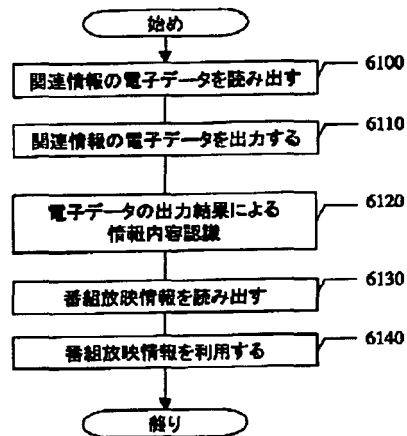 始め
関連情報の電子データを読み出す
6100
関連情報の電子データを出力する
6110
電子データの出力結果による
情報内容認識
6120
番組放映情報を読み出す
6130
番組放映情報を利用する
6140
終り